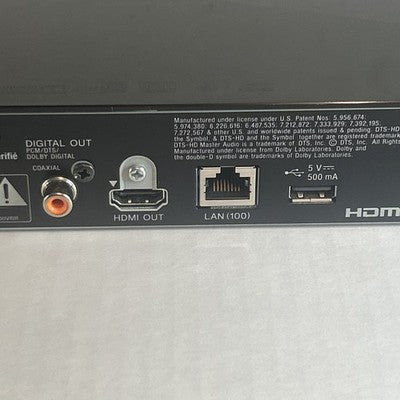 Manufactured under license under U.S. Patent Nos. 5,956,674;
5,974,380; 6,226,616; 6,487,535; 7,212,872; 7,333,929; 7,392,195;
7,272,567 & other U.S. and worldwide patents issued & pending. DTS-HD
the Symbol, & DTS-HD and the Symbol together are registered trademark
DTS-HD Master Audio is a trademark of DTS, Inc. © DTS, Inc. All Rights
Manufactured under license from Dolby Laboratories. Dolby and
the double-D symbol are trademarks of Dolby Laboratories.
DIGITAL OUT
PCM/DTS/
DOLBY DIGITAL
COAXIAL
erifié
HDMI OUT
LAN (100)
5 V
500 mA
HDM